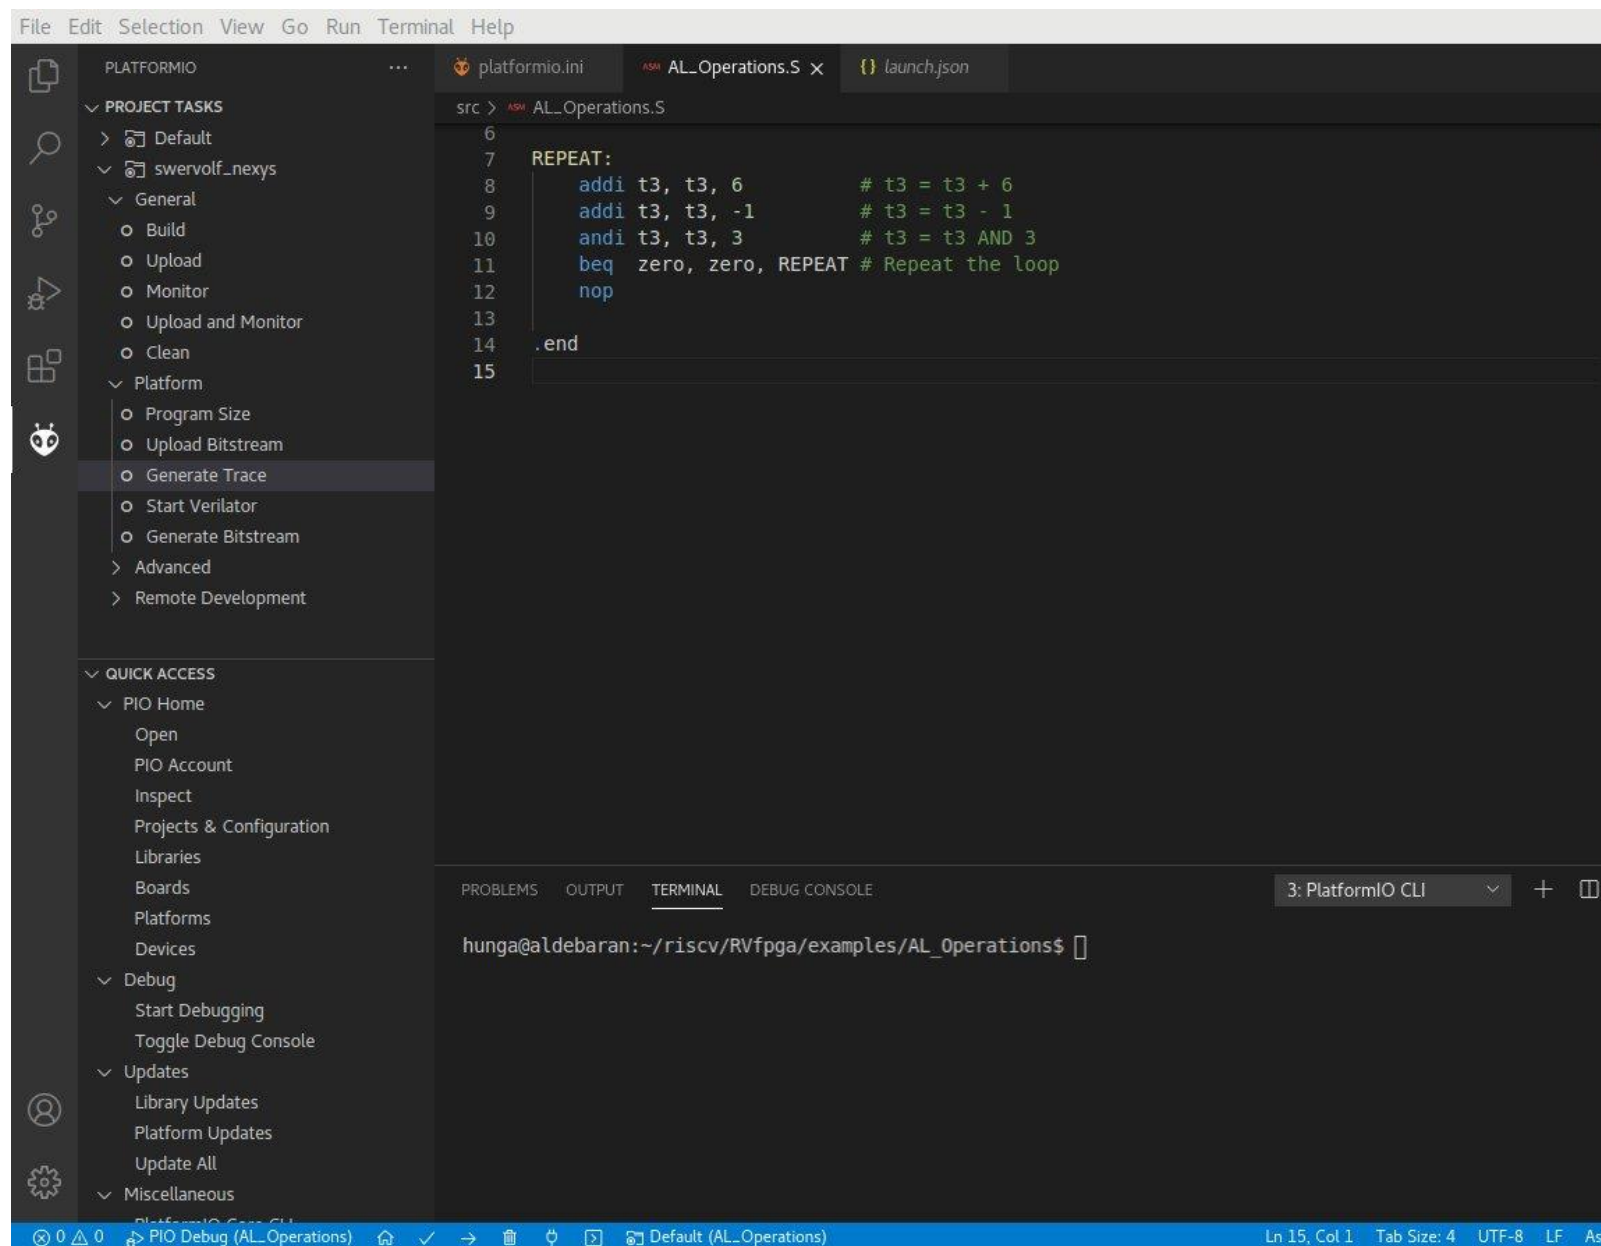 File Edit Selection View Go Run Terminal Help
PLATFORMIO ...
PROJECT TASKS
Default
swervolf_nexys
General
Build
Upload
Monitor
Upload and Monitor
Clean
Platform
Program Size
Upload Bitstream
Generate Trace
Start Verilator
Generate Bitstream
Advanced
Remote Development
QUICK ACCESS
PIO Home
Open
PIO Account
Inspect
Projects & Configuration
Libraries
Boards
Platforms
Devices
Debug
Start Debugging
Toggle Debug Console
Updates
Library Updates
Platform Updates
Update All
Miscellaneous
platformio.ini ASM AL_Operations.S × {} launch.json
src > ASM AL_Operations.S
6
7 REPEAT:
8 addi t3, t3, 6 # t3 = t3 + 6
9 addi t3, t3, -1 # t3 = t3 - 1
10 andi t3, t3, 3 # t3 = t3 AND 3
11 beq zero, zero, REPEAT # Repeat the loop
12 nop
13
14 .end
15
PROBLEMS OUTPUT TERMINAL DEBUG CONSOLE 3: PlatformIO CLI
hunga@aldebaran:~/riscv/RVfpga/examples/AL_Operations$
0 0 PIO Debug (AL_Operations) Default (AL_Operations) Ln 15, Col 1 Tab Size: 4 UTF-8 LF